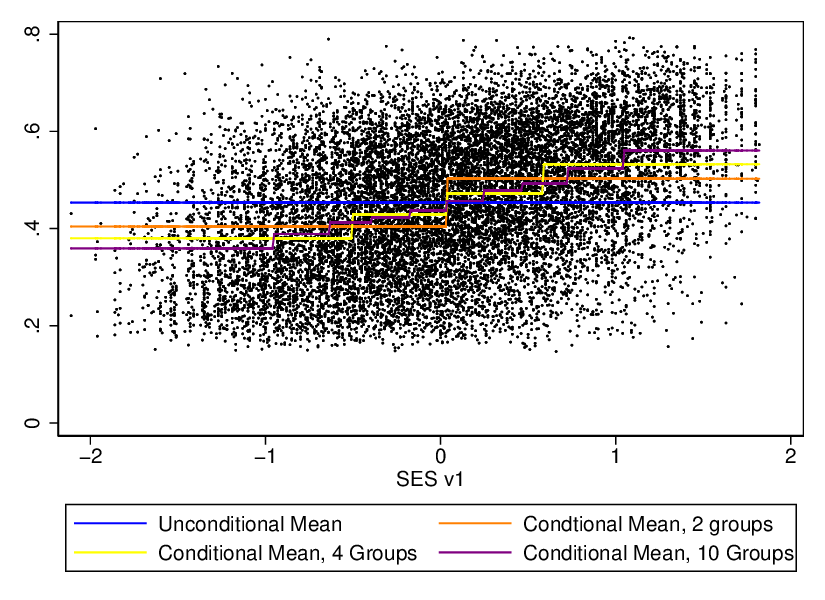 .8
.6
.4
.2
0
−2 −1 0 1 2
SES v1
Unconditional Mean Condtional Mean, 2 groups
Conditional Mean, 4 Groups Conditional Mean, 10 Groups